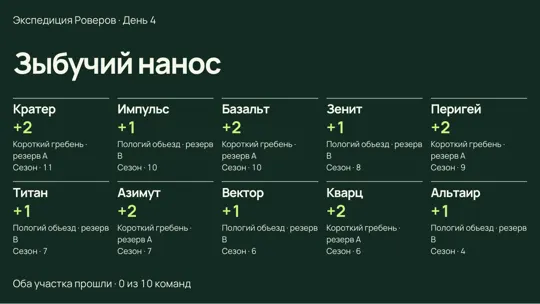 Экспедиция Роверов · День 4
Зыбучий нанос
Кратер
+2
Короткий гребень ·
резерв А
Сезон · 11
Импульс
+1
Пологий объезд · резерв
В
Сезон · 10
Базальт
+2
Короткий гребень ·
резерв А
Сезон · 10
Зенит
+1
Пологий объезд · резерв
В
Сезон · 8
Перигей
+2
Короткий гребень ·
резерв А
Сезон · 9
Титан
+1
Пологий объезд · резерв
В
Сезон · 7
Азимут
+2
Короткий гребень ·
резерв А
Сезон · 7
Вектор
+1
Пологий объезд · резерв
В
Сезон · 6
Кварц
+2
Короткий гребень ·
резерв А
Сезон · 6
Альтаир
+1
Пологий объезд · резерв
В
Сезон · 4
Оба участка прошли · 0 из 10 команд